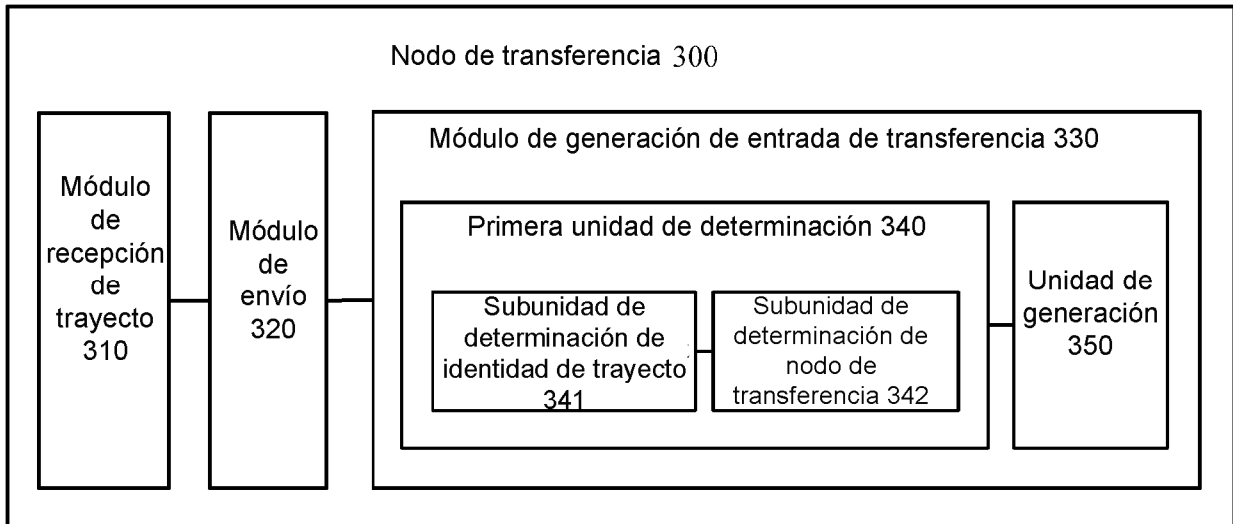 Nodo de transferencia 300
Módulo
de
recepción
de
trayecto
310
Módulo
de
envío
320
Módulo de generación de entrada de transferencia 330
Primera unidad de determinación 340
Subunidad de
determinación de
identidad de trayecto
341
Subunidad de
determinación de
nodo de
transferencia 342
Unidad de
generación
350